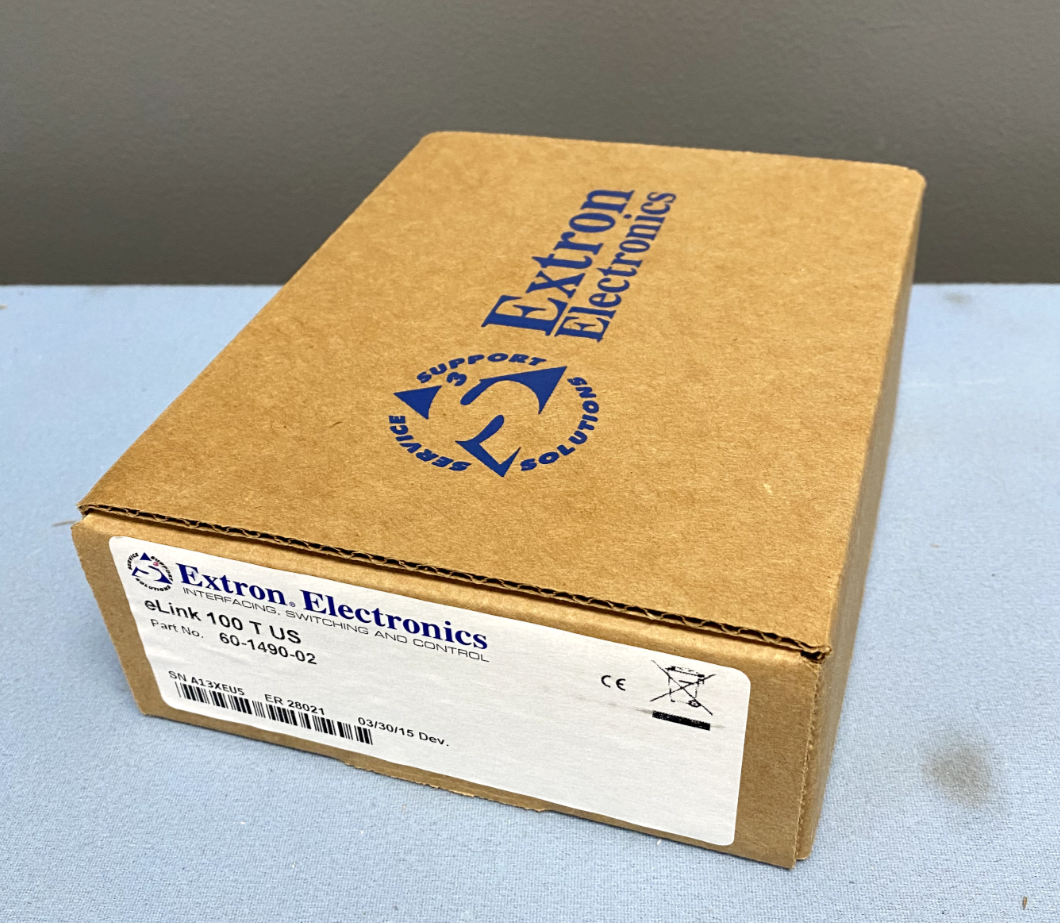 Extron
Electronics
SUPPORT
3
SERVICE
SOLUTIONS
Extron® Electronics
INTERFACING, SWITCHING AND CONTROL
eLink 100 T US
Part No. 60-1490-02
SN A13XEU5 ER 28021 03/30/15 Dev.
CE